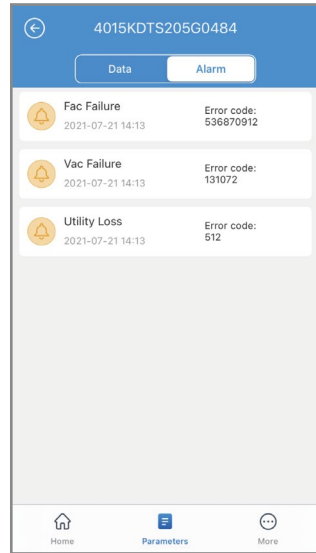 4015KDTS205G0484
Data
Alarm
Fac Failure
2021-07-21 14:13
Error code:
536870912
Vac Failure
2021-07-21 14:13
Error code:
131072
Utility Loss
2021-07-21 14:13
Error code:
512
Home
Parameters
More